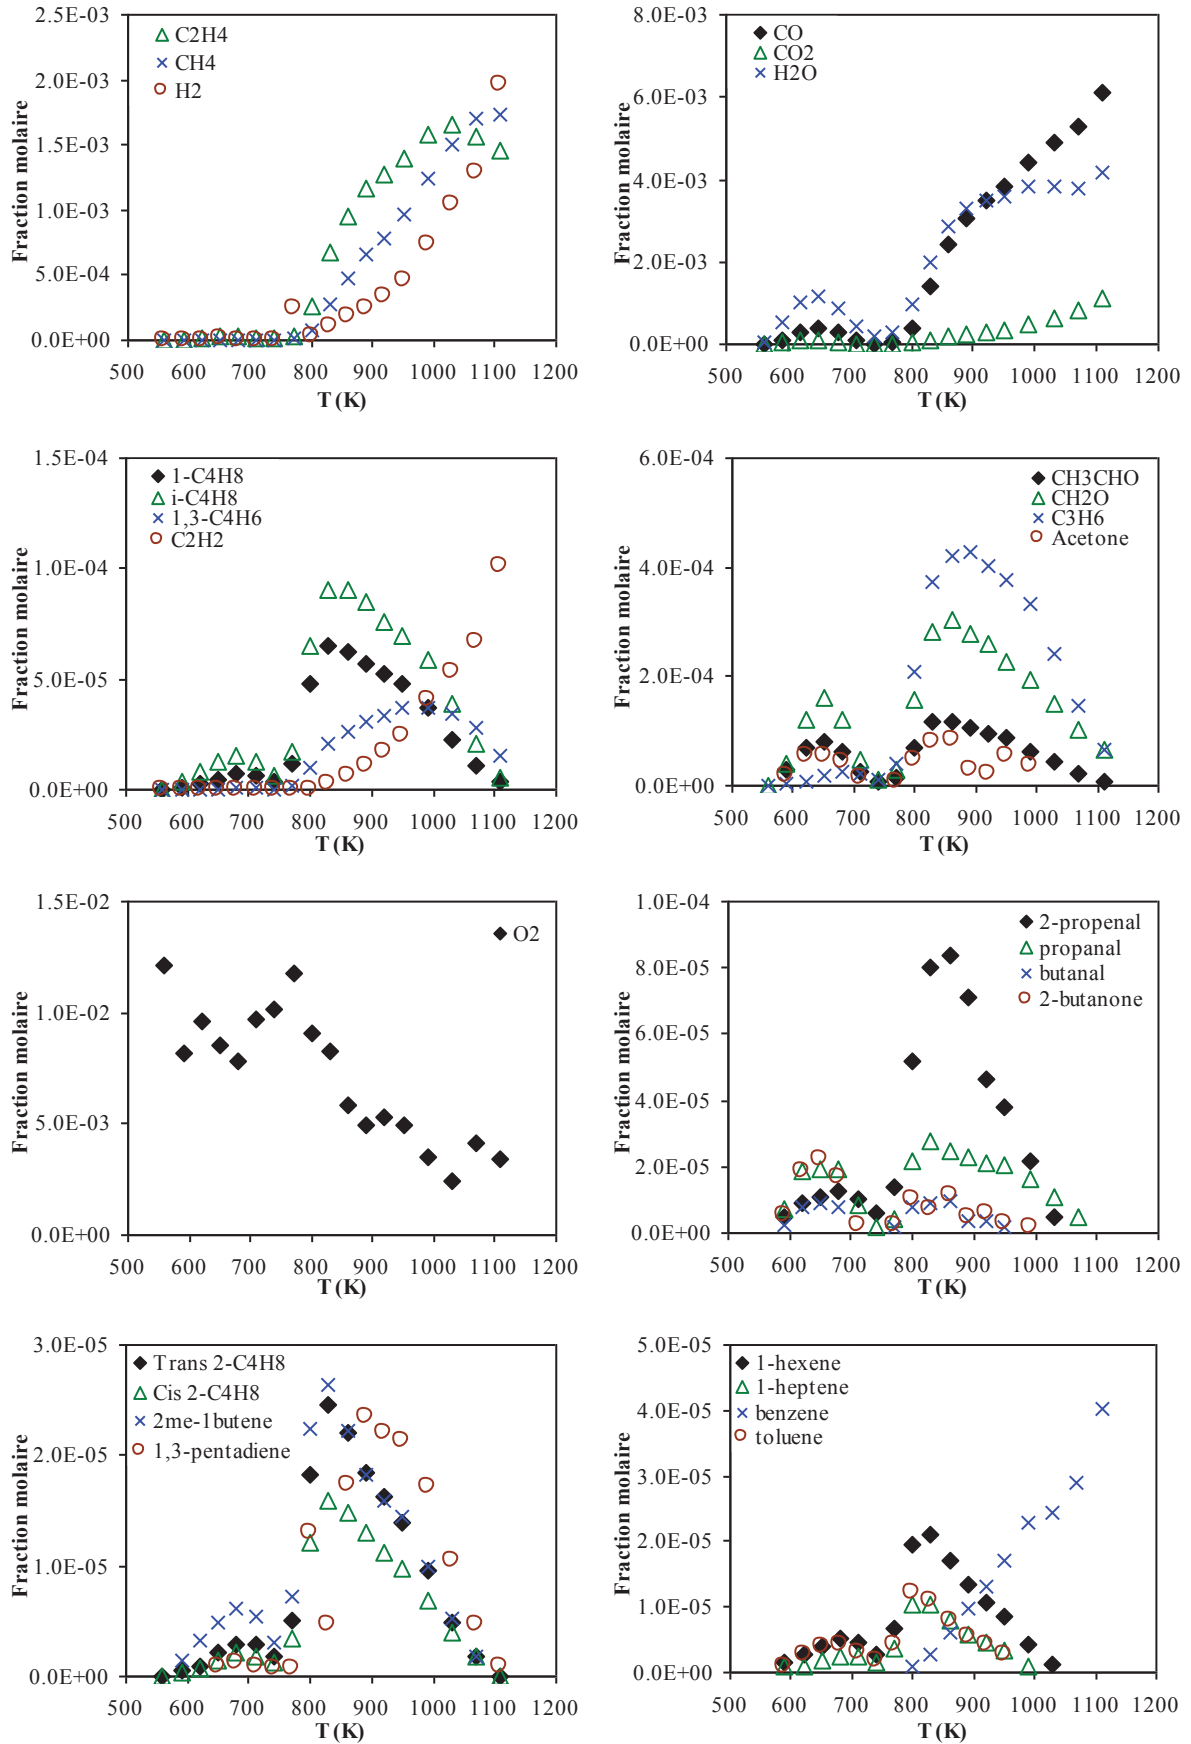 2.5E-03
2.0E-03
1.5E-03
1.0E-03
5.0E-04
0.0E+00
Fraction molaire
C2H4
CH4
H2
500 600 700 800 900 1000 1100 1200
T (K)
8.0E-03
6.0E-03
4.0E-03
2.0E-03
0.0E+00
Fraction molaire
CO
CO2
H2O
500 600 700 800 900 1000 1100 1200
T (K)
1.5E-04
1.0E-04
5.0E-05
0.0E+00
Fraction molaire
1-C4H8
i-C4H8
1,3-C4H6
C2H2
500 600 700 800 900 1000 1100 1200
T (K)
6.0E-04
4.0E-04
2.0E-04
0.0E+00
Fraction molaire
CH3CHO
CH2O
C3H6
Acetone
500 600 700 800 900 1000 1100 1200
T (K)
1.5E-02
1.0E-02
5.0E-03
0.0E+00
Fraction molaire
O2
500 600 700 800 900 1000 1100 1200
T (K)
1.0E-04
8.0E-05
6.0E-05
4.0E-05
2.0E-05
0.0E+00
Fraction molaire
2-propenal
propanal
butanal
2-butanone
500 600 700 800 900 1000 1100 1200
T (K)
3.0E-05
2.0E-05
1.0E-05
0.0E+00
Fraction molaire
Trans 2-C4H8
Cis 2-C4H8
2me-1butene
1,3-pentadiene
500 600 700 800 900 1000 1100 1200
T (K)
5.0E-05
4.0E-05
3.0E-05
2.0E-05
1.0E-05
0.0E+00
Fraction molaire
1-hexene
1-heptene
benzene
toluene
500 600 700 800 900 1000 1100 1200
T (K)